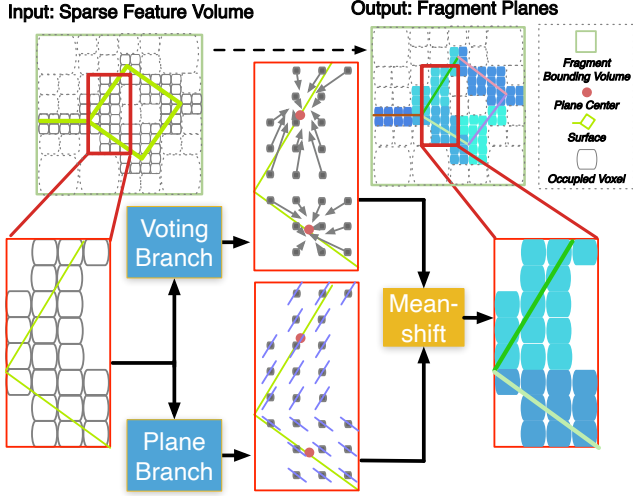 Input: Sparse Feature Volume
Output: Fragment Planes
Fragment
Bounding Volume
Plane Center
Surface
Occupied Voxel
Voting
Branch
Mean-
shift
Plane
Branch